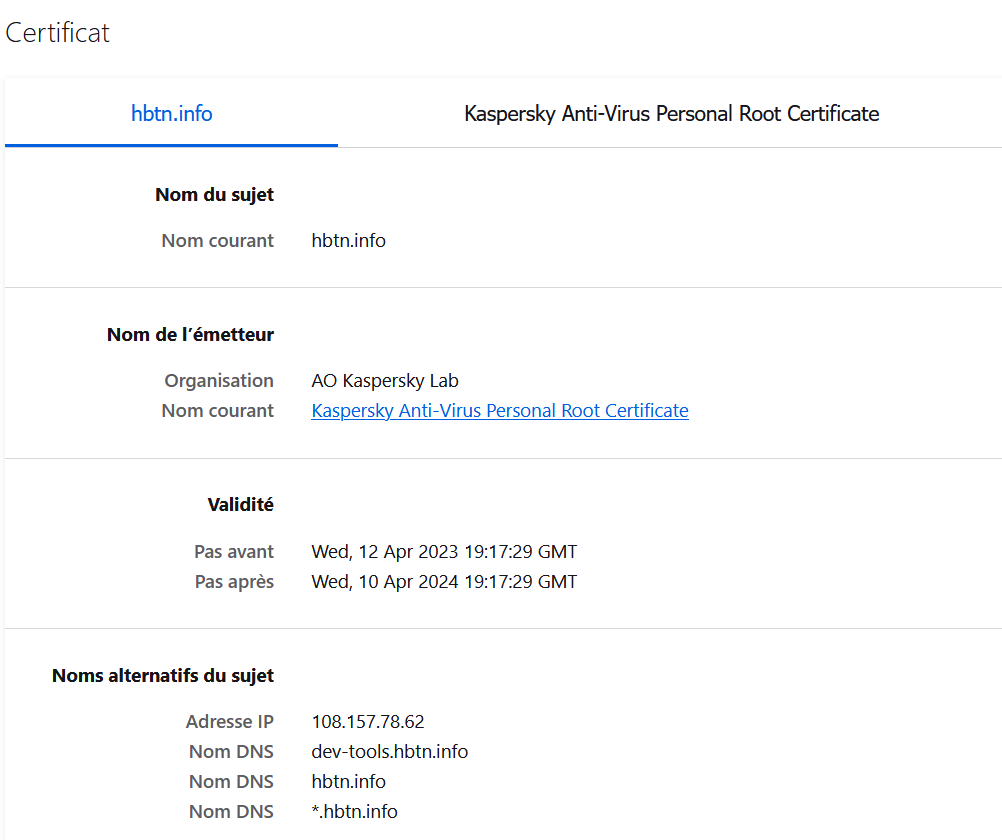 Certificat
hbtn.info Kaspersky Anti-Virus Personal Root Certificate
Nom du sujet
Nom courant hbtn.info
Nom de l’émetteur
Organisation AO Kaspersky Lab
Nom courant Kaspersky Anti-Virus Personal Root Certificate
Validité
Pas avant Wed, 12 Apr 2023 19:17:29 GMT
Pas après Wed, 10 Apr 2024 19:17:29 GMT
Noms alternatifs du sujet
Adresse IP 108.157.78.62
Nom DNS dev-tools.hbtn.info
Nom DNS hbtn.info
Nom DNS *.hbtn.info